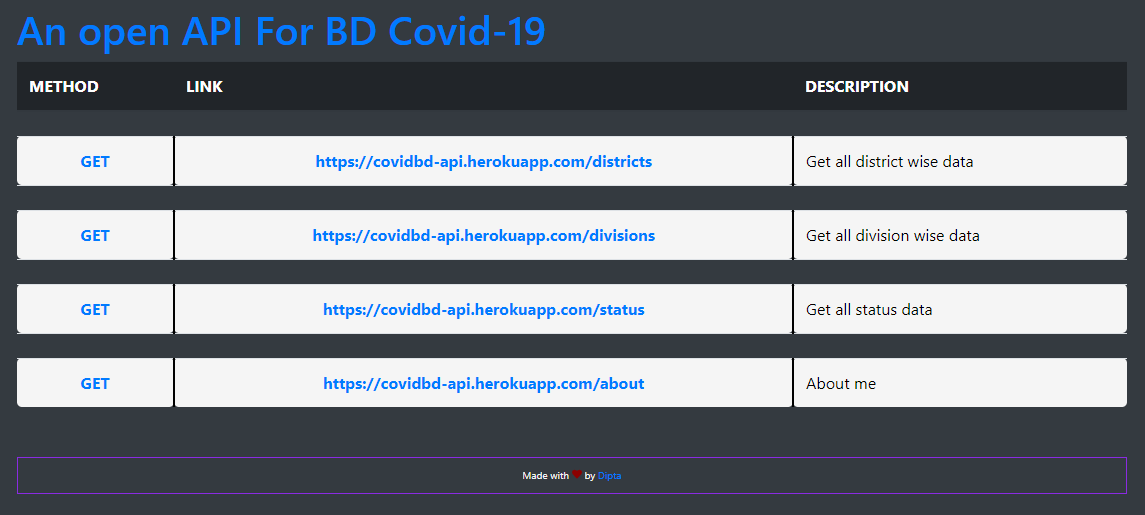 An open API For BD Covid-19
METHOD LINK DESCRIPTION
GET https://covidbd-api.herokuapp.com/districts Get all district wise data
GET https://covidbd-api.herokuapp.com/divisions Get all division wise data
GET https://covidbd-api.herokuapp.com/status Get all status data
GET https://covidbd-api.herokuapp.com/about About me
Made with ❤ by Dipta